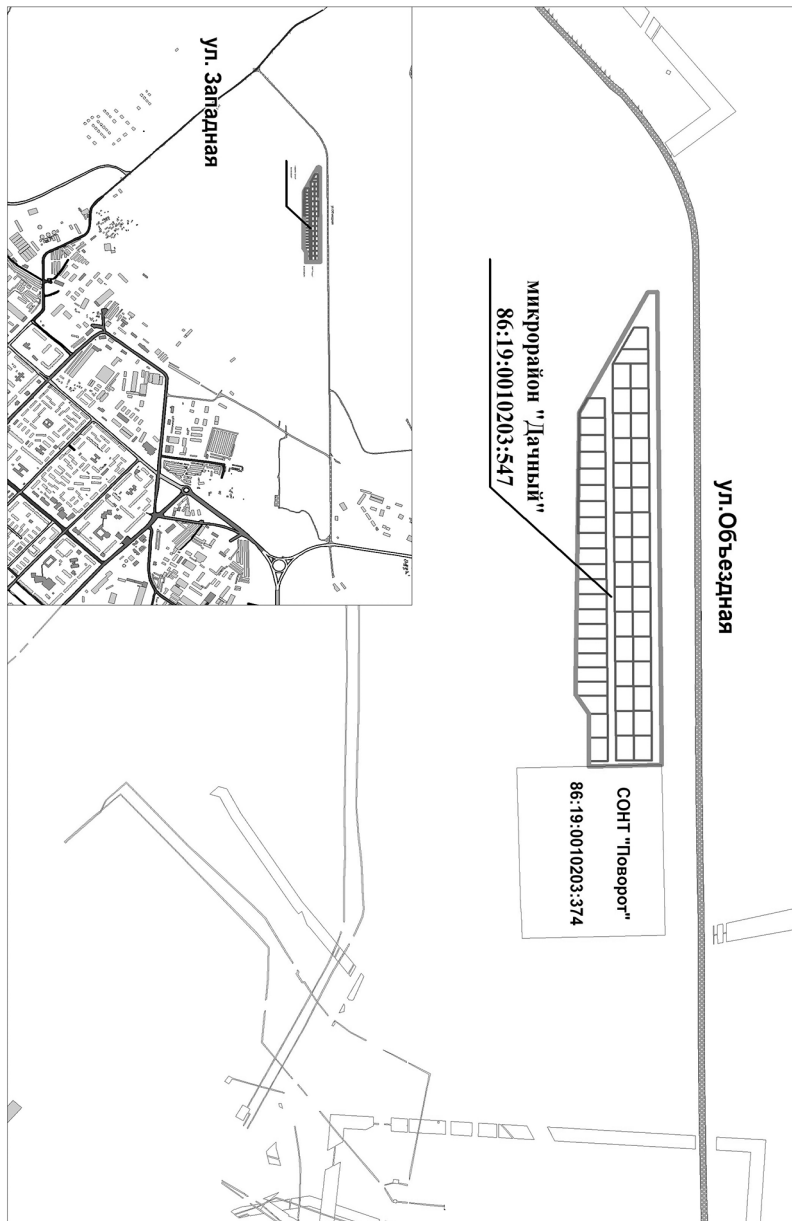 ул. Западная
ул.Объездная
микрорайон "Дачный"
86:19:0010203:547
СОНТ "Поворот"
86:19:0010203:374